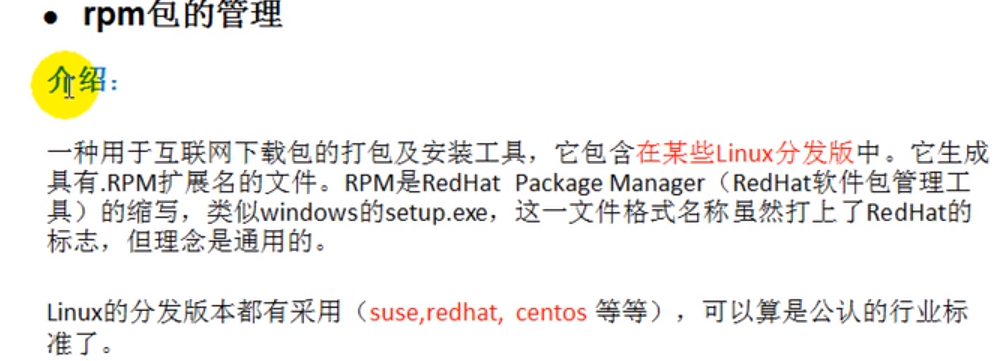 ● rpm包的管理
介绍：
一种用于互联网下载包的打包及安装工具，它包含在某些Linux分发版中。它生成
具有.RPM扩展名的文件。RPM是RedHat Package Manager（RedHat软件包管理工
具）的缩写，类似windows的setup.exe，这一文件格式名称虽然打上了RedHat的
标志，但理念是通用的。
Linux的分发版本都有采用（suse,redhat, centos 等等），可以算是公认的行业标
准了。